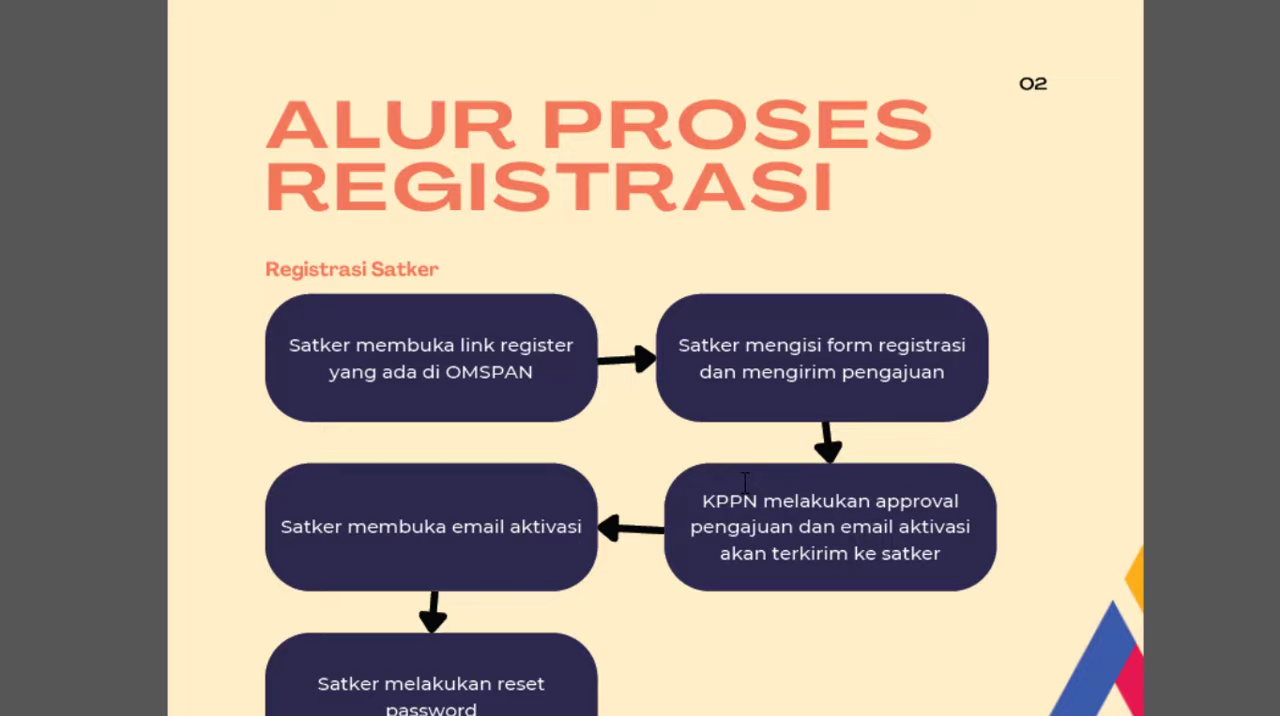 02
ALUR PROSES
REGISTRASI
Registrasi Satker
Satker membuka link register
yang ada di OMSPAN
Satker mengisi form registrasi
dan mengirim pengajuan
KPPN melakukan approval
pengajuan dan email aktivasi
akan terkirim ke satker
Satker membuka email aktivasi
Satker melakukan reset
password